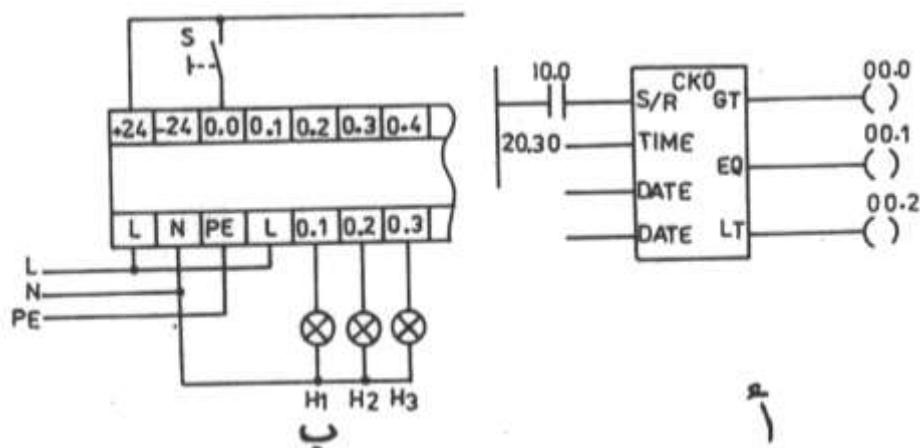 S
+24 -24 0.0 0.1 0.2 0.3 0.4
L N PE L 0.1 0.2 0.3
L
N
PE
H1 H2 H3
10.0
CK0
S/R GT
00.0
20.30
TIME
EQ
00.1
DATE
DATE LT
00.2